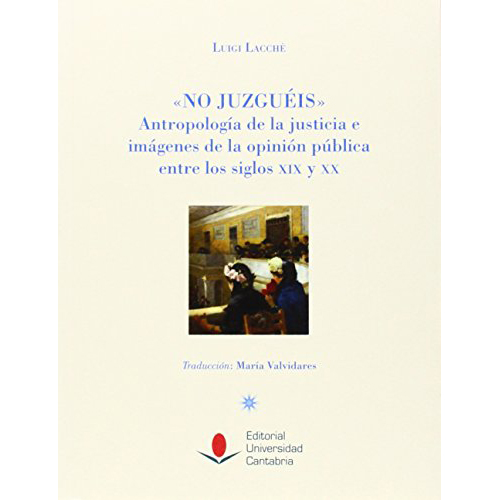 Luigi Lacchè
«NO JUZGUÉIS»
Antropología de la justicia e
imágenes de la opinión pública
entre los siglos XIX y XX
Traducción: María Valvidares
Editorial
Universidad
Cantabria